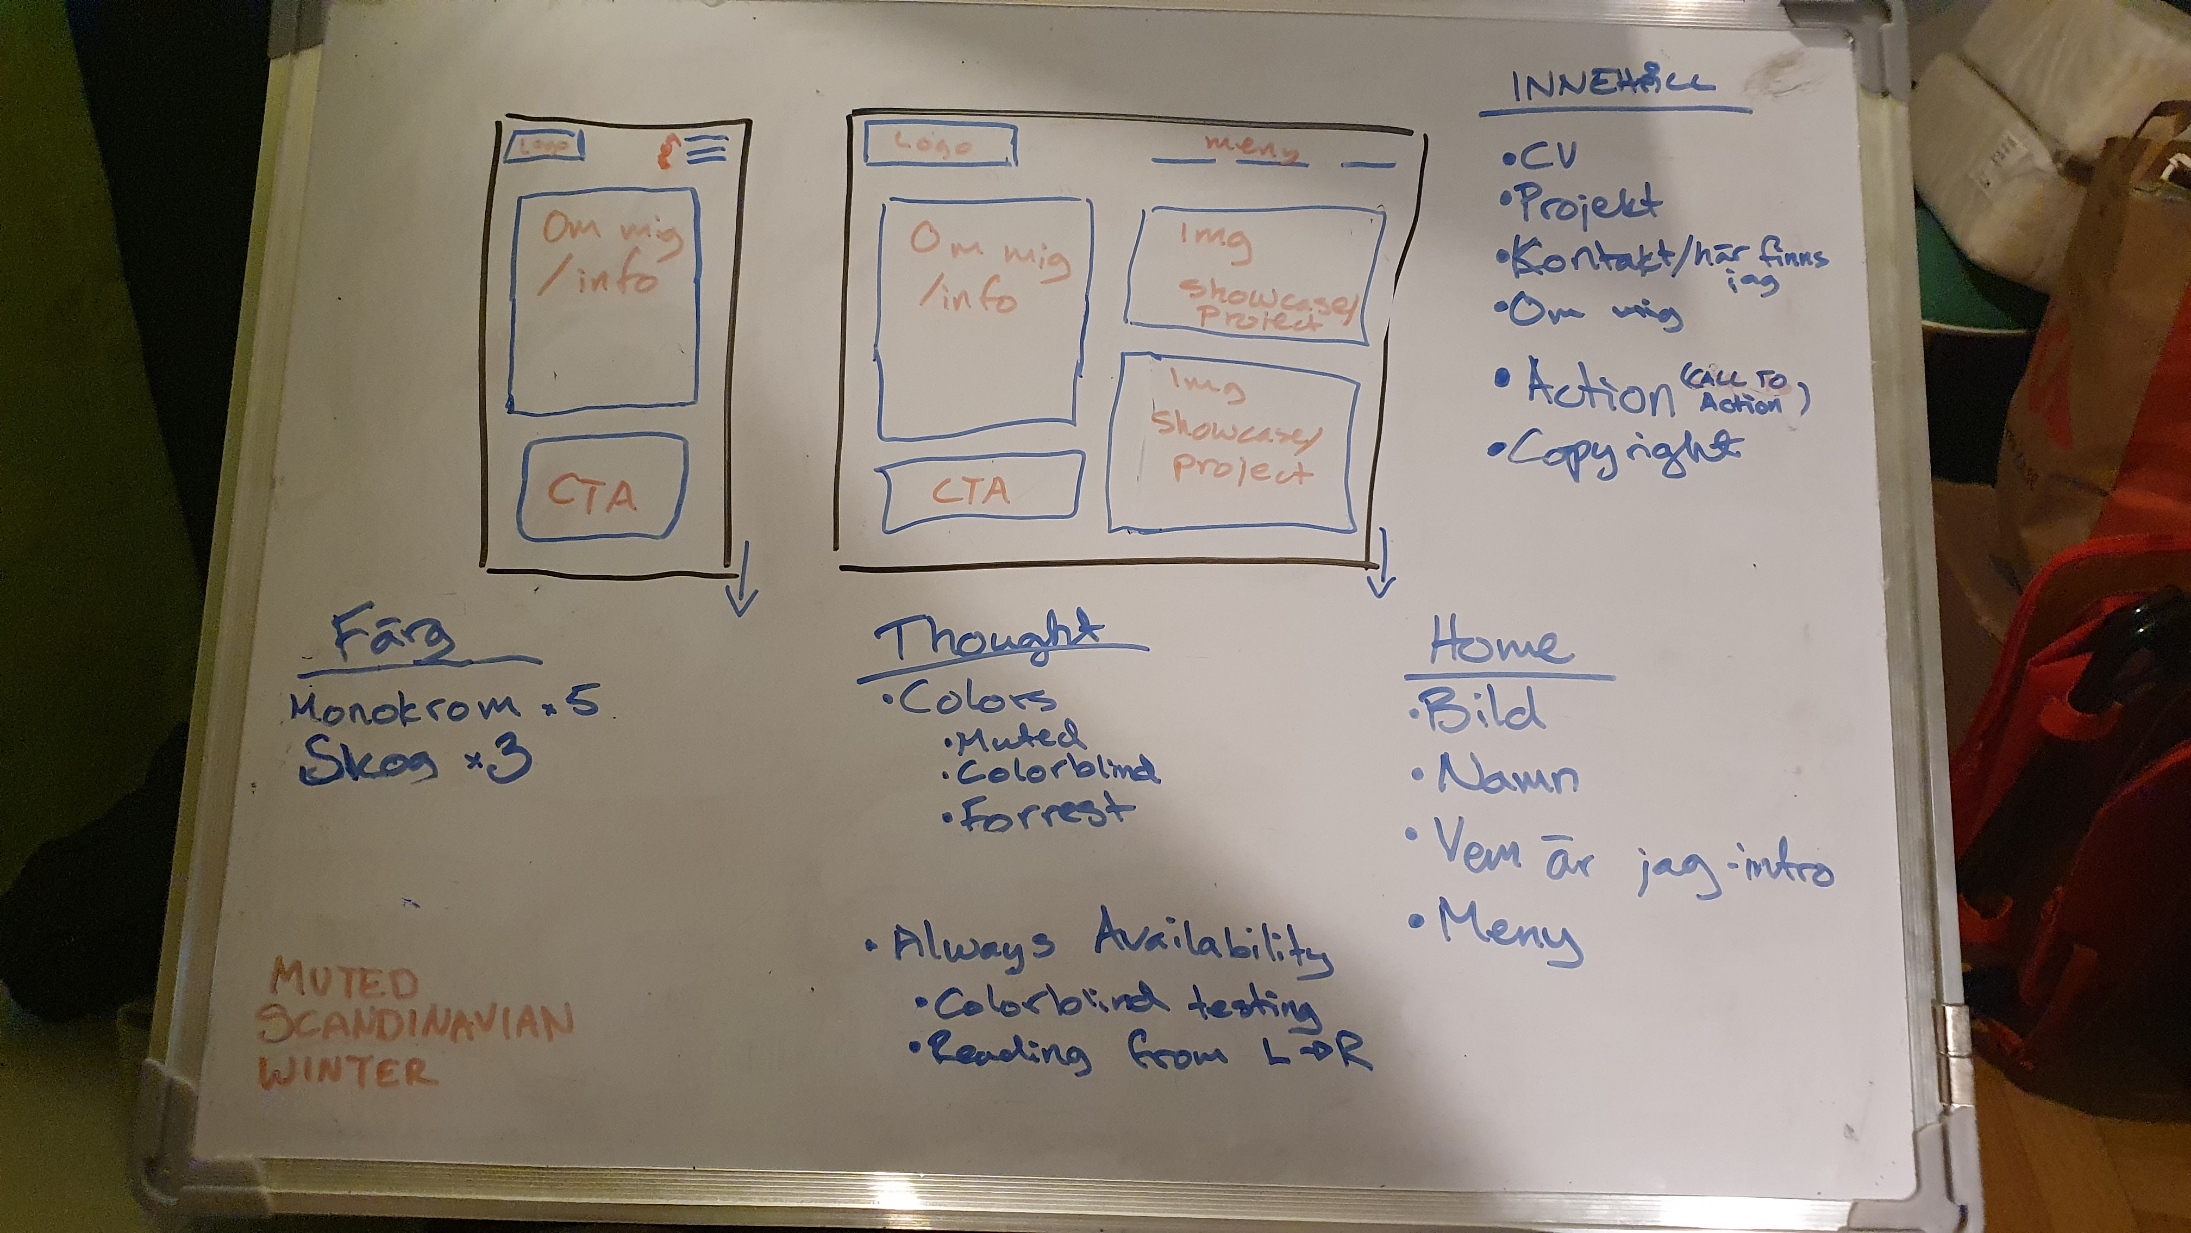 Logo
Om mig
/info
CTA
Logo
meny
Om mig
/info
CTA
Img
showcase/
Project
Img
showcase/
project
INNEHÅLL
• CV
• Projekt
• Kontakt/här finns
jag
• Om mig
• Action (CALL TO
Action)
• Copyright
Färg
Monokrom × 5
Skog × 3
MUTED
SCANDINAVIAN
WINTER
Thought
• Colors
• Muted
• Colorblind
• Forrest
• Always Availability
• Colorblind testing
• Reading from L → R
Home
• Bild
• Namn
• Vem är jag - intro
• Meny